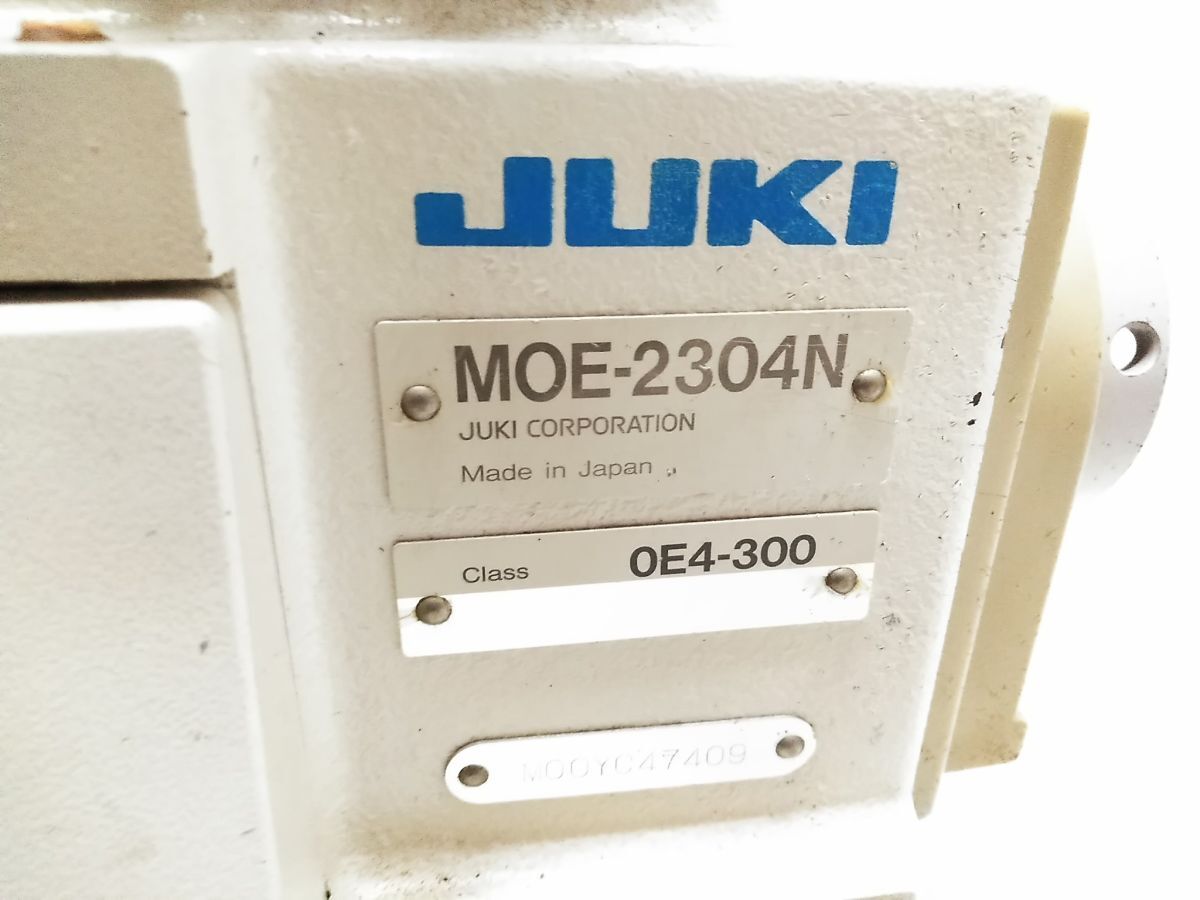 JUKI
MOE-2304N
JUKI CORPORATION
Made in Japan
Class 0E4-300
M00YC47409